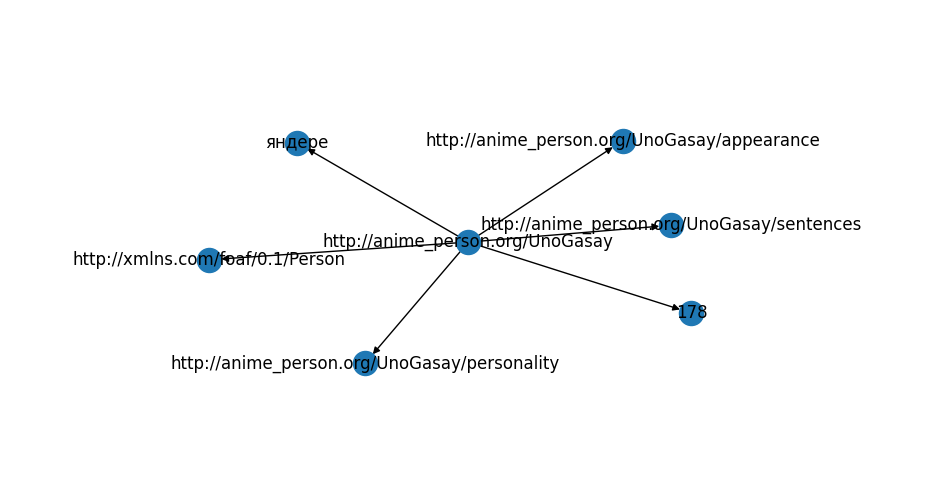 http://anime_person.org/UnoGasay/appearance
яндере
http://anime_person.org/UnoGasay/sentences
http://anime_person.org/UnoGasay
http://xmlns.com/foaf/0.1/Person
178
http://anime_person.org/UnoGasay/personality